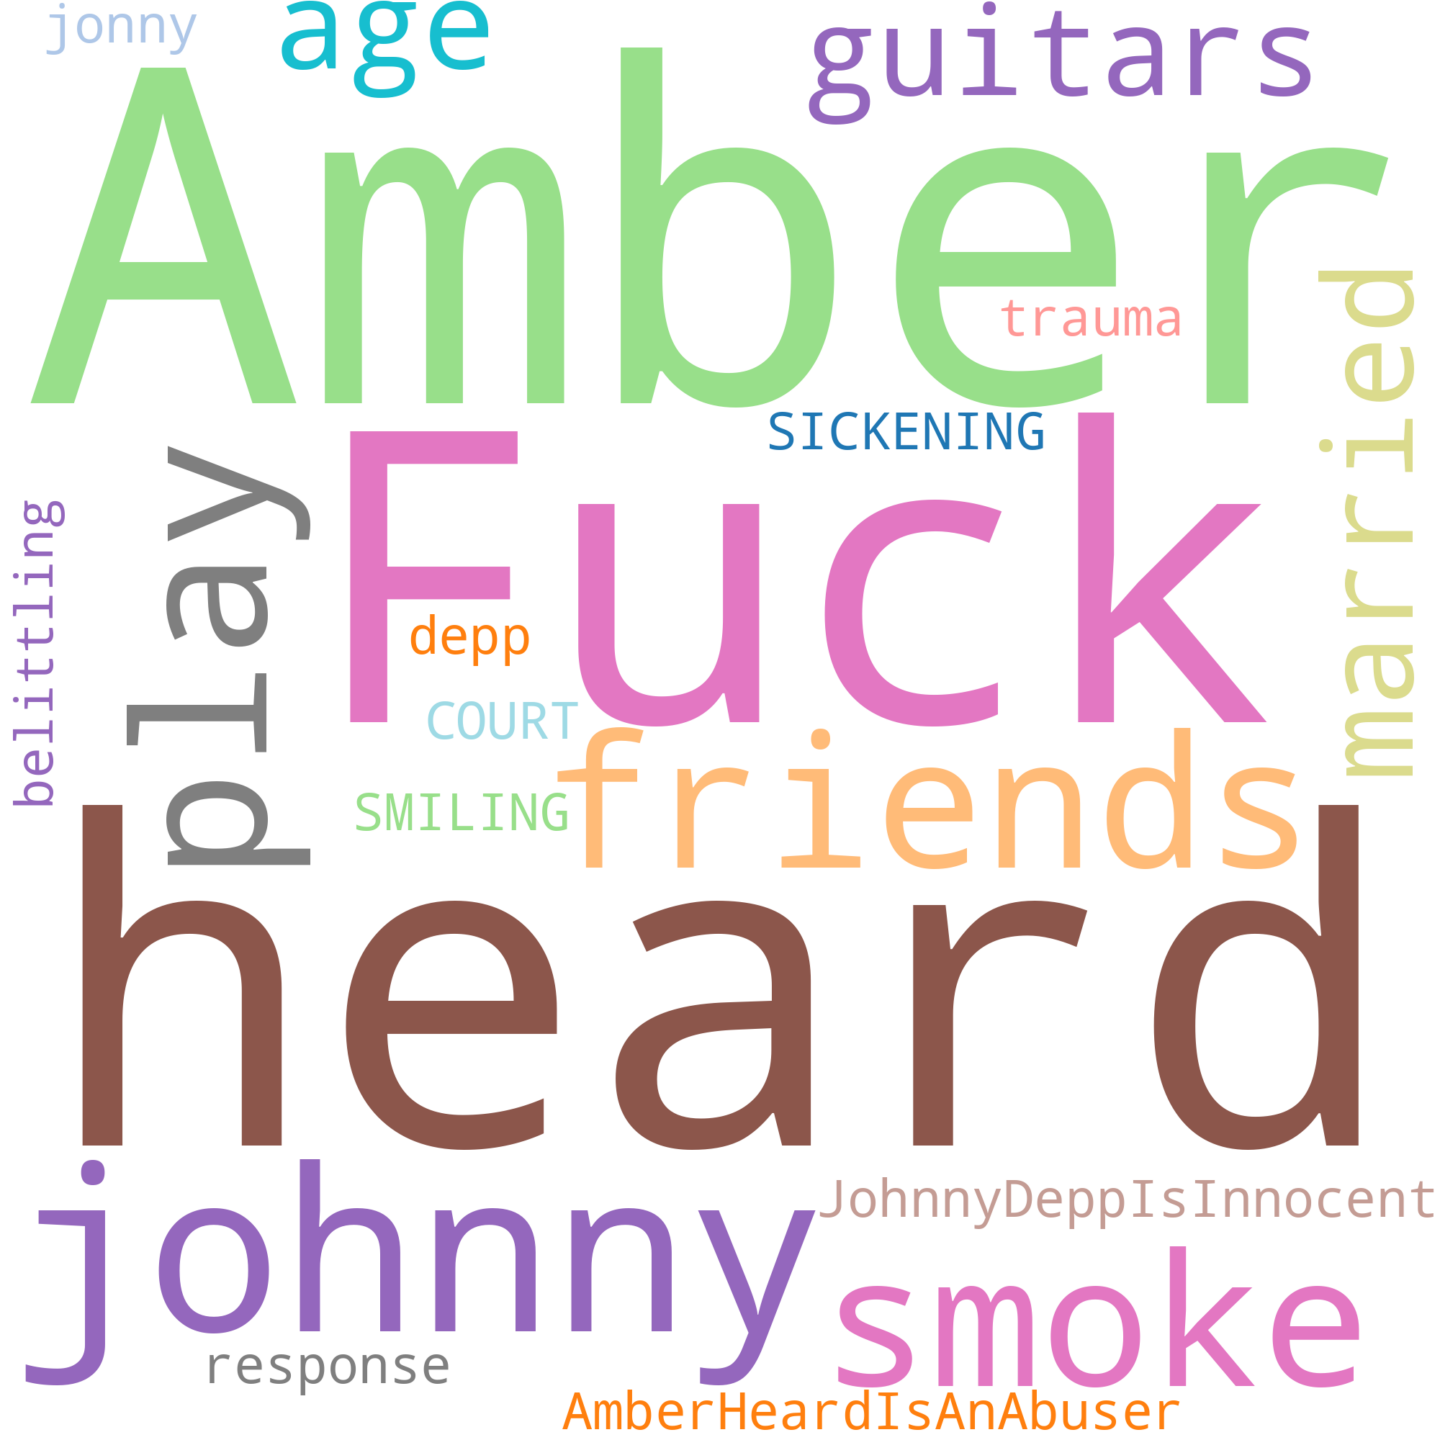 jonny
age
guitars
Amber
trauma
married
SICKENING
Fuck
play
belittling
depp
COURT
friends
SMILING
heard
johnny
JohnnyDeppIsInnocent
smoke
response
AmberHeardIsAnAbuser